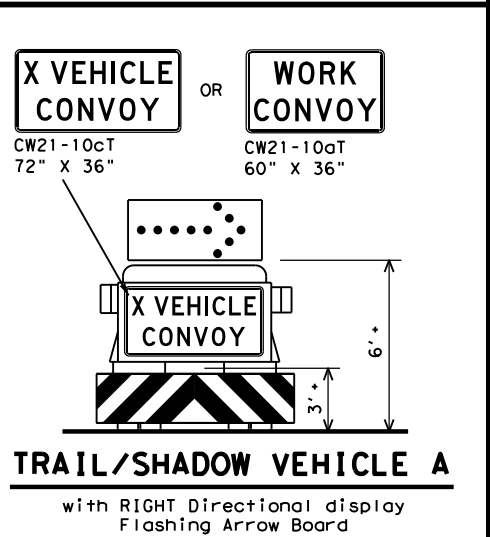 X VEHICLE
CONVOY
OR
WORK
CONVOY
CW21-10cT
72" X 36"
CW21-10aT
60" X 36"
X VEHICLE
CONVOY
6' +
3' +
TRAIL/SHADOW VEHICLE A
with RIGHT Directional display
Flashing Arrow Board